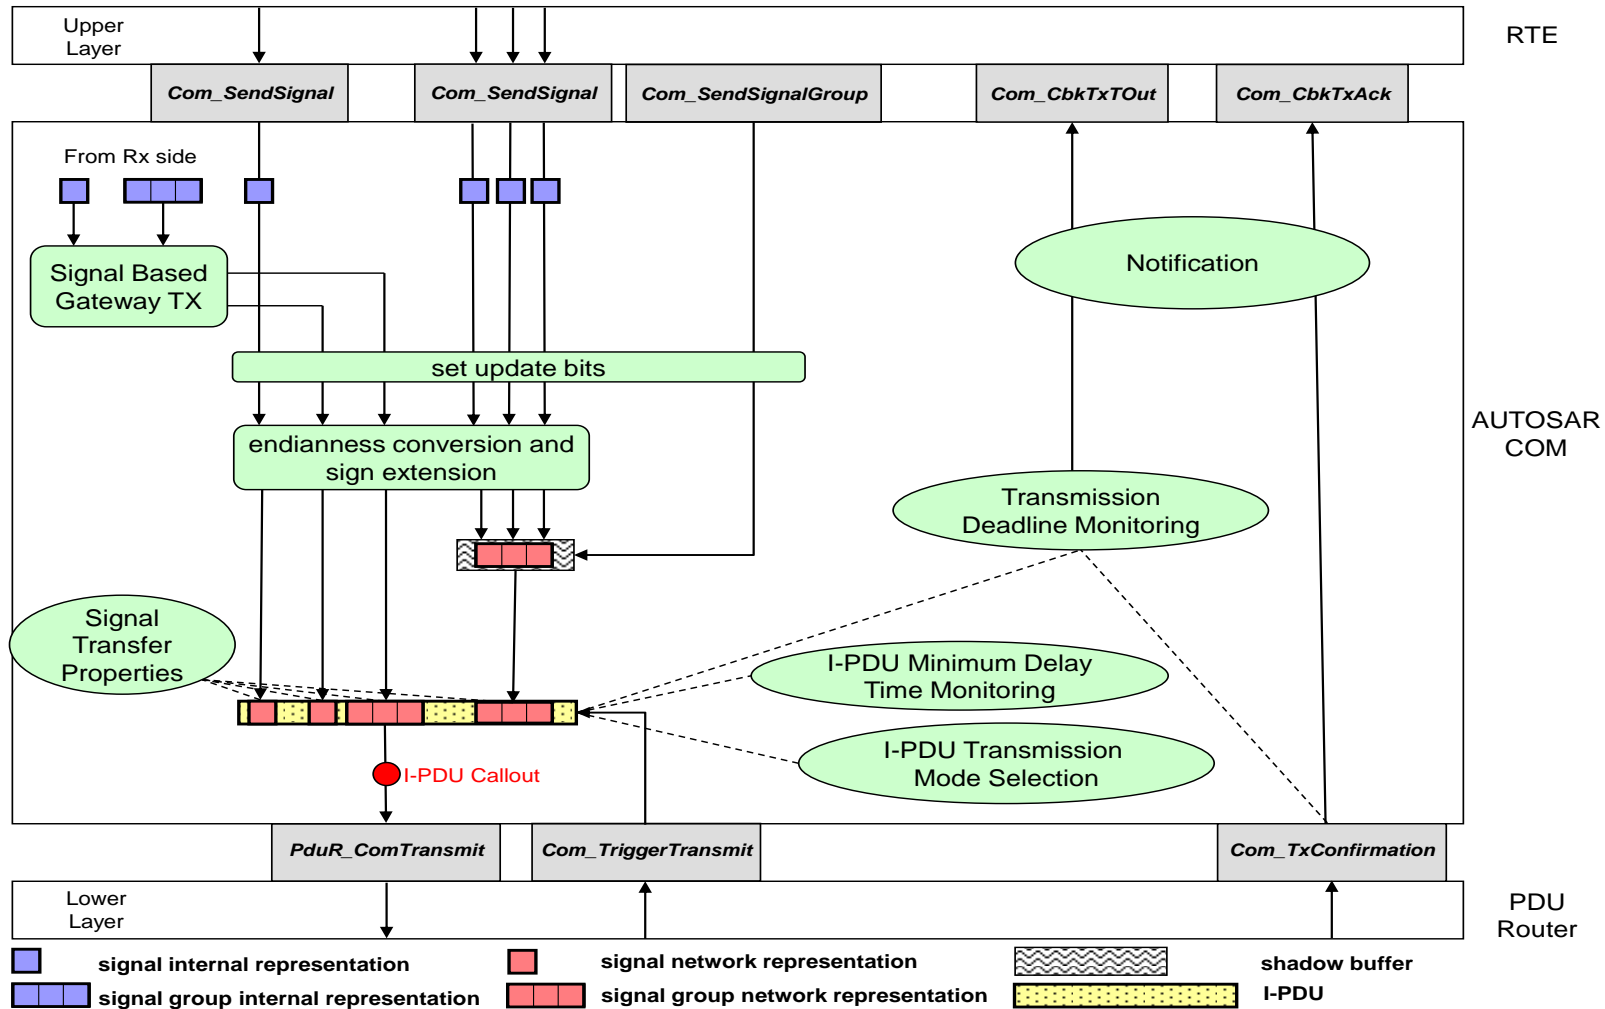 Upper
Layer
RTE
Com_SendSignal
Com_SendSignal
Com_SendSignalGroup
Com_CbkTxTOut
Com_CbkTxAck
From Rx side
Signal Based
Gateway TX
Notification
set update bits
endianness conversion and
sign extension
AUTOSAR
COM
Transmission
Deadline Monitoring
Signal
Transfer
Properties
I-PDU Minimum Delay
Time Monitoring
I-PDU Transmission
Mode Selection
I-PDU Callout
PduR_ComTransmit
Com_TriggerTransmit
Com_TxConfirmation
Lower
Layer
PDU
Router
signal internal representation
signal network representation
shadow buffer
signal group internal representation
signal group network representation
I-PDU